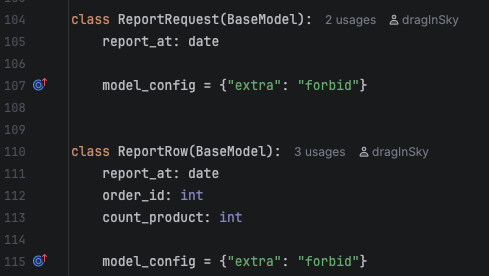 104 class ReportRequest(BaseModel): 2 usages dragInSky
105 report_at: date
106
107 model_config = {"extra": "forbid"}
108
109
110 class ReportRow(BaseModel): 3 usages dragInSky
111 report_at: date
112 order_id: int
113 count_product: int
114
115 model_config = {"extra": "forbid"}